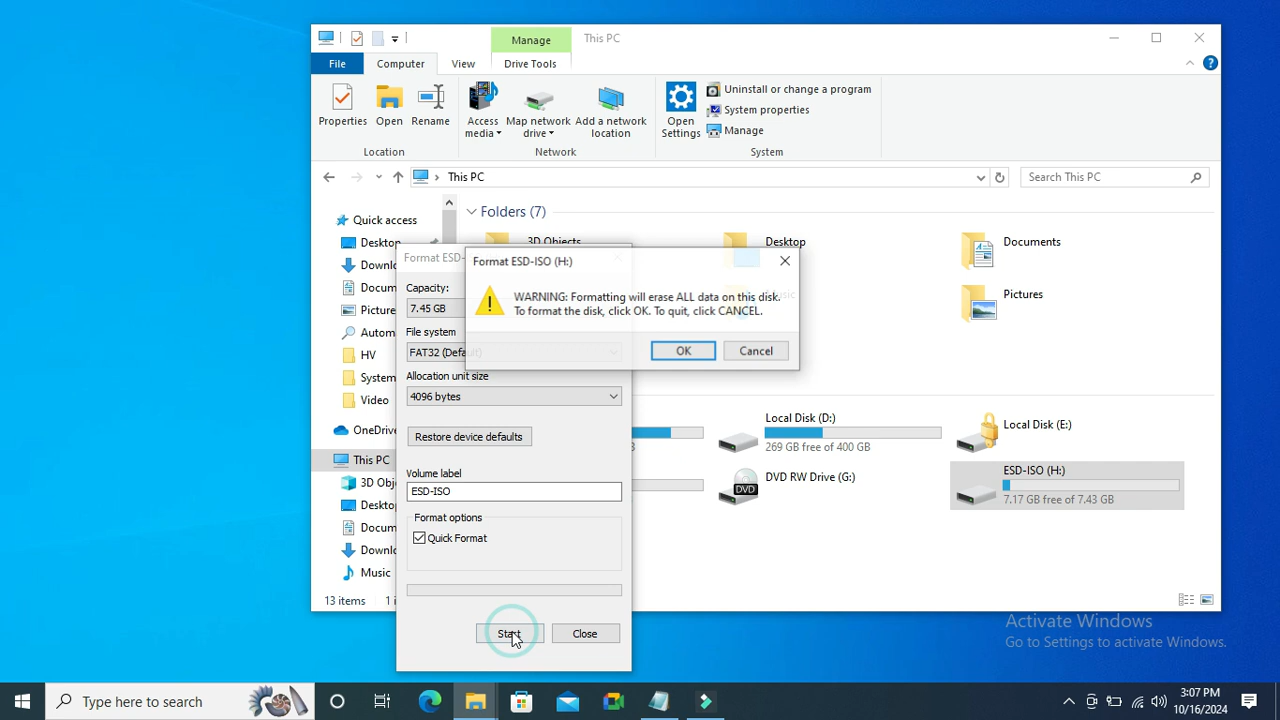 Manage
This PC
File
Computer
View
Drive Tools
Properties
Open
Rename
Access media
Map network drive
Add a network location
Open Settings
Uninstall or change a program
System properties
Manage
Location
Network
System
This PC
Search This PC
Quick access
Desktop
Downlo
Docum
Picture
Autom
HV
System
Video
OneDriv
This PC
3D Obj
Desktop
Docum
Downlo
Music
Folders (7)
3D Objects
Desktop
Documents
Pictures
Local Disk (D:)
269 GB free of 400 GB
Local Disk (E:)
DVD RW Drive (G:)
DVD
ESD-ISO (H:)
7.17 GB free of 7.43 GB
13 items
Format ESD-
Capacity:
7.45 GB
File system
FAT32 (Default)
Allocation unit size
4096 bytes
Restore device defaults
Volume label
ESD-ISO
Format options
Quick Format
Start
Close
Format ESD-ISO (H:)
WARNING: Formatting will erase ALL data on this disk.
To format the disk, click OK. To quit, click CANCEL.
OK
Cancel
Activate Windows
Go to Settings to activate Windows.
Type here to search
3:07 PM
10/16/2024